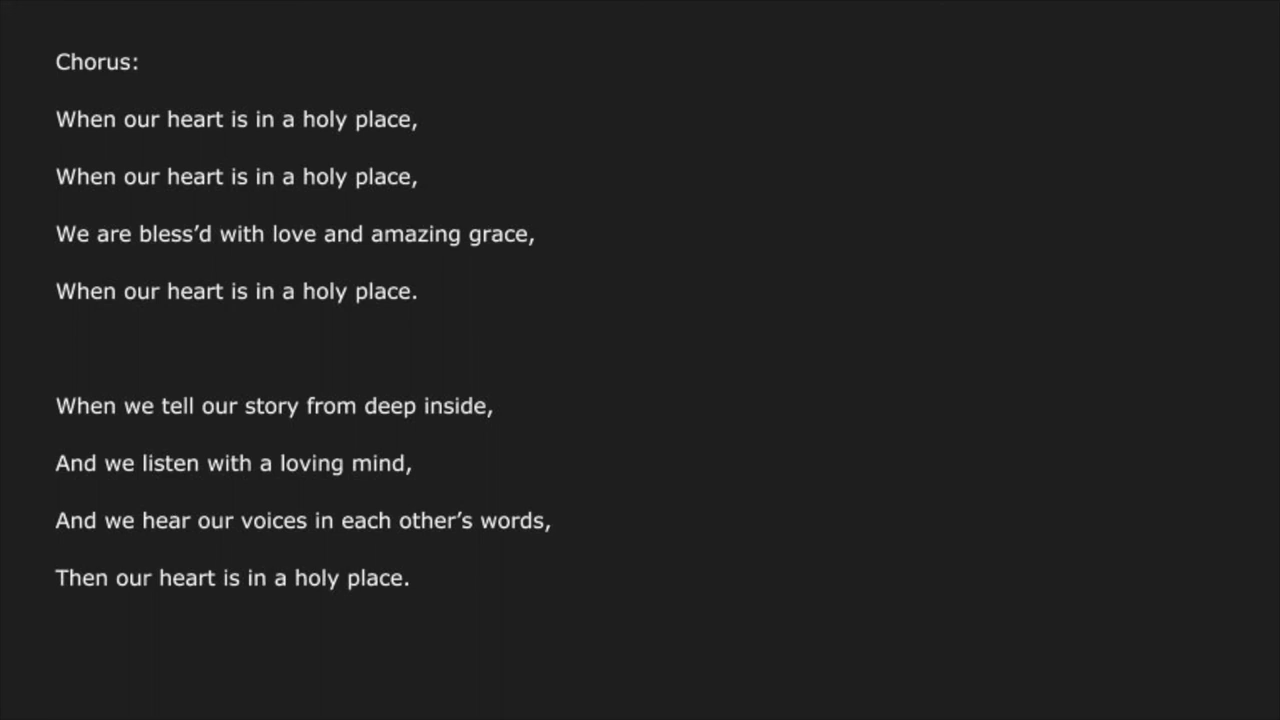 Chorus:
When our heart is in a holy place,
When our heart is in a holy place,
We are bless’d with love and amazing grace,
When our heart is in a holy place.
When we tell our story from deep inside,
And we listen with a loving mind,
And we hear our voices in each other’s words,
Then our heart is in a holy place.